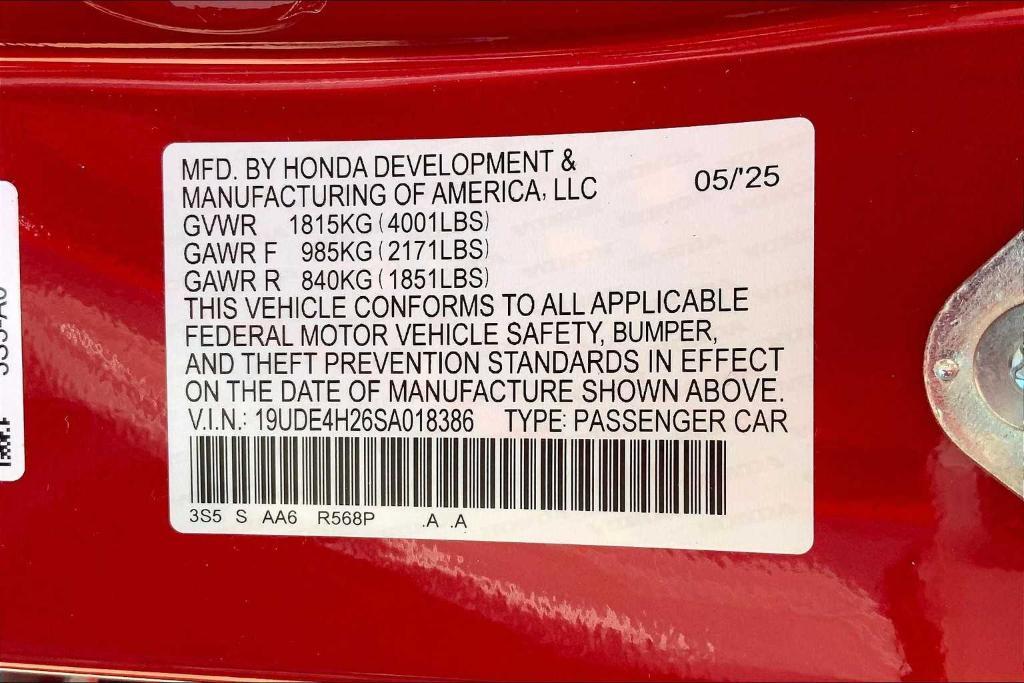 MFD. BY HONDA DEVELOPMENT &
MANUFACTURING OF AMERICA, LLC 05/'25
GVWR 1815KG (4001LBS)
GAWR F 985KG (2171LBS)
GAWR R 840KG (1851LBS)
THIS VEHICLE CONFORMS TO ALL APPLICABLE
FEDERAL MOTOR VEHICLE SAFETY, BUMPER,
AND THEFT PREVENTION STANDARDS IN EFFECT
ON THE DATE OF MANUFACTURE SHOWN ABOVE.
V.I.N.: 19UDE4H26SA018386 TYPE: PASSENGER CAR
3S5 S AA6 R568P .A .A